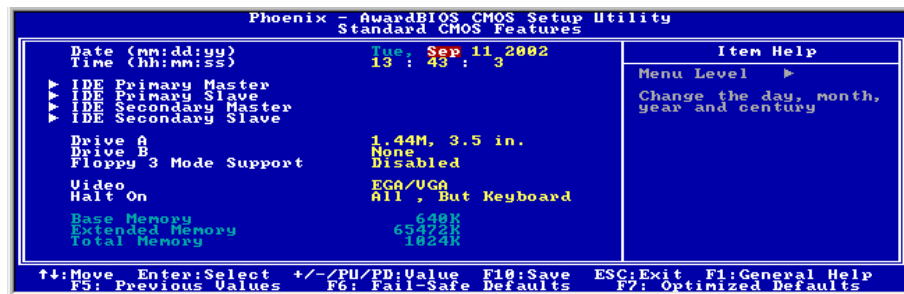 Phoenix - AwardBIOS CMOS Setup Utility
Standard CMOS Features
Date (mm:dd:yy) Tue, Sep 11 2002
Time (hh:mm:ss) 13 : 43 : 3
► IDE Primary Master
► IDE Primary Slave
► IDE Secondary Master
► IDE Secondary Slave
Drive A 1.44M, 3.5 in.
Drive B None
Floppy 3 Mode Support Disabled
Video EGA/VGA
Halt On All , But Keyboard
Base Memory 640K
Extended Memory 65472K
Total Memory 1024K
Item Help
Menu Level ►
Change the day, month,
year and century
↑↓:Move Enter:Select +/-/PU/PD:Value F10:Save ESC:Exit F1:General Help
F5: Previous Values F6: Fail-Safe Defaults F7: Optimized Defaults